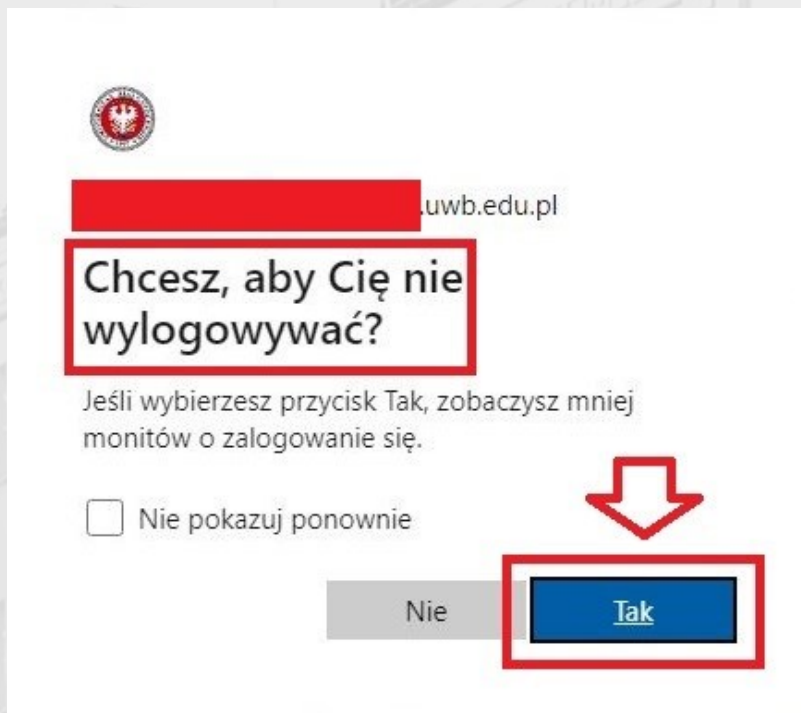 .uwb.edu.pl
Chcesz, aby Cię nie
wylogowywać?
Jeśli wybierzesz przycisk Tak, zobaczysz mniej
monitów o zalogowanie się.
Nie pokazuj ponownie
Nie
Tak